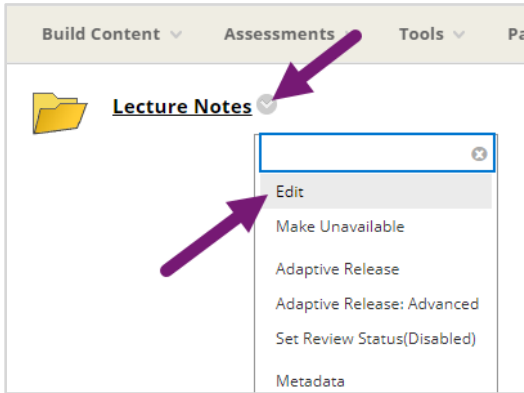 Build Content Assessments Tools Pa
Lecture Notes
Edit
Make Unavailable
Adaptive Release
Adaptive Release: Advanced
Set Review Status(Disabled)
Metadata